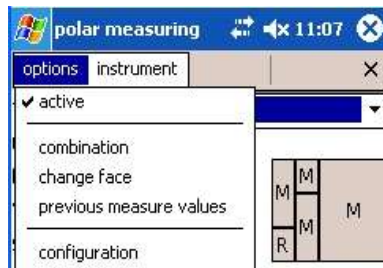 polar measuring 11:07
options instrument
active
combination
change face
previous measure values
configuration
M M M
M
R